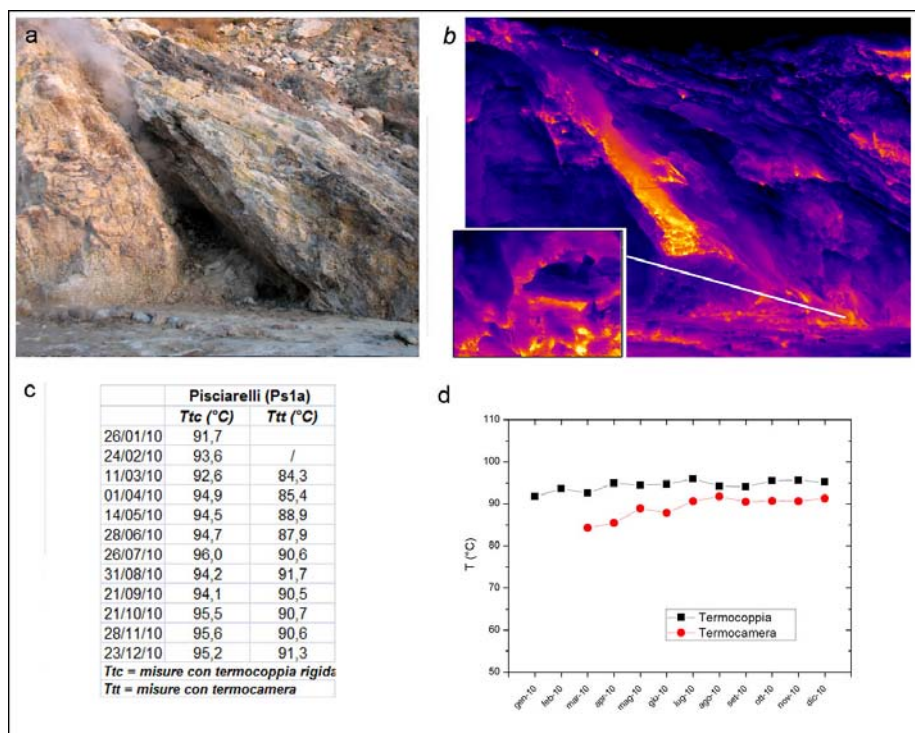 a
b
c
Pisciarelli (Ps1a)
Ttc (°C) Ttt (°C)
26/01/10 91,7
24/02/10 93,6 /
11/03/10 92,6 84,3
01/04/10 94,9 85,4
14/05/10 94,5 88,9
28/06/10 94,7 87,9
26/07/10 96,0 90,6
31/08/10 94,2 91,7
21/09/10 94,1 90,5
21/10/10 95,5 90,7
28/11/10 95,6 90,6
23/12/10 95,2 91,3
Ttc = misure con termocoppia rigida
Ttt = misure con termocamera
d
110
100
90
80
70
60
50
T (°C)
Termocoppia
Termocamera
gen-10
feb-10
mar-10
apr-10
mag-10
giu-10
lug-10
ago-10
set-10
ott-10
nov-10
dic-10